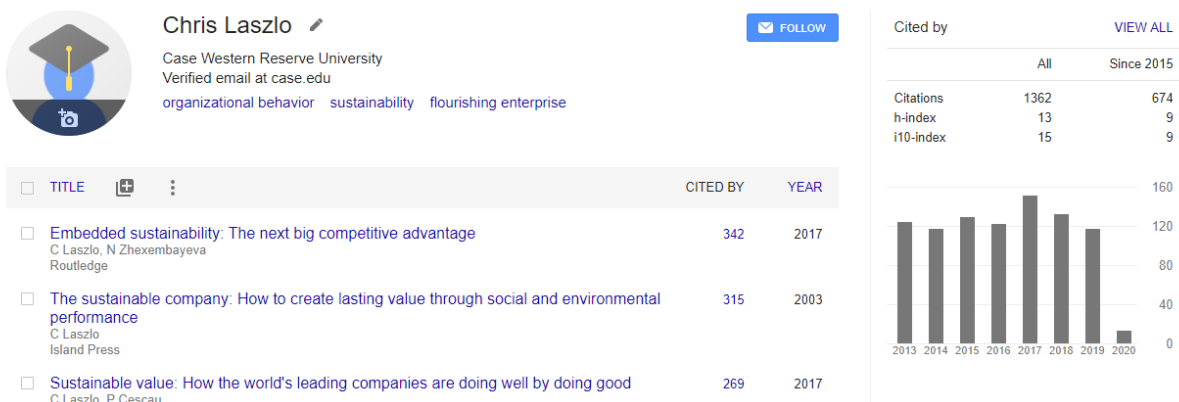 Chris Laszlo
FOLLOW
Case Western Reserve University
Verified email at case.edu
organizational behavior sustainability flourishing enterprise
TITLE CITED BY YEAR
Embedded sustainability: The next big competitive advantage 342 2017
C Laszlo, N Zhexembayeva
Routledge
The sustainable company: How to create lasting value through social and environmental 315 2003
performance
C Laszlo
Island Press
Sustainable value: How the world's leading companies are doing well by doing good 269 2017
C Laszlo, P Cescau
Cited by VIEW ALL
All Since 2015
Citations 1362 674
h-index 13 9
i10-index 15 9
160
120
80
40
0
2013 2014 2015 2016 2017 2018 2019 2020